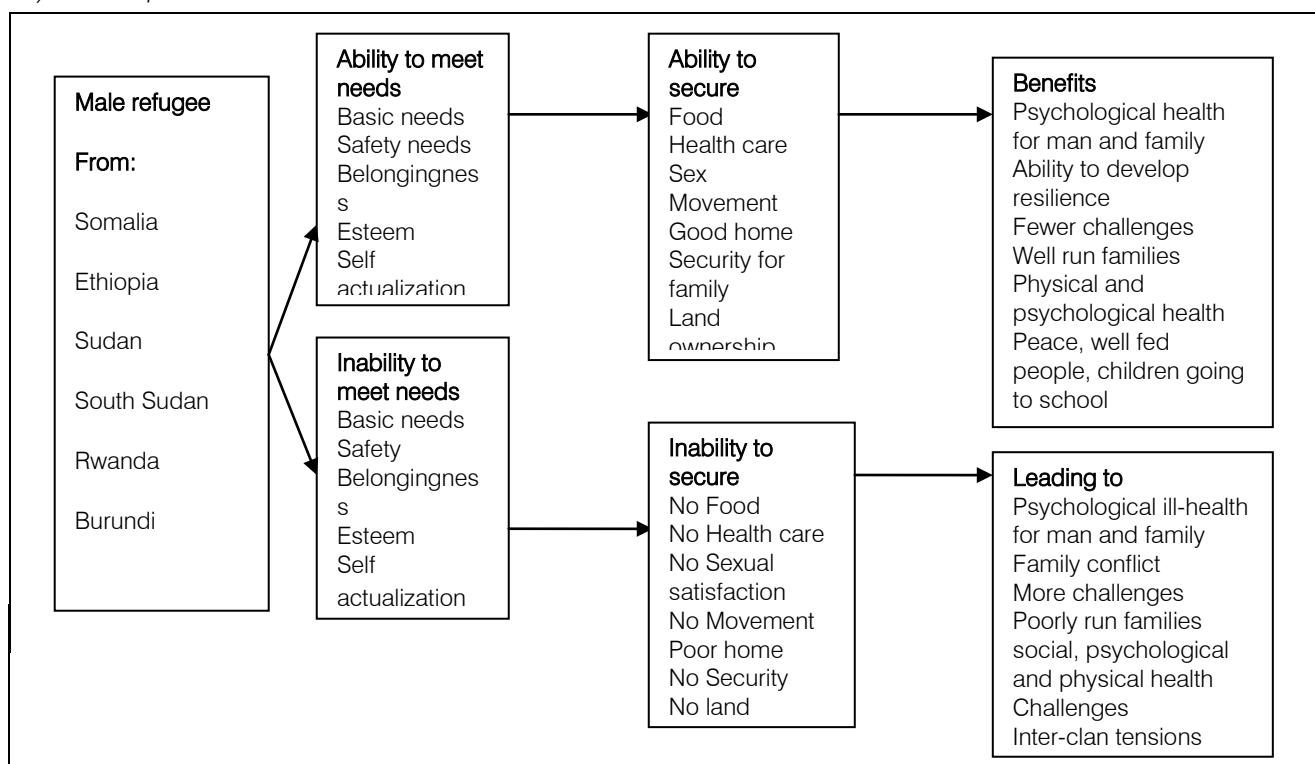 Male refugee
From:
Somalia
Ethiopia
Sudan
South Sudan
Rwanda
Burundi
Ability to meet
needs
Basic needs
Safety needs
Belongingnes
s
Esteem
Self
actualization
Inability to
meet needs
Basic needs
Safety
Belongingnes
s
Esteem
Self
actualization
Ability to
secure
Food
Health care
Sex
Movement
Good home
Security for
family
Land
ownership
Inability to
secure
No Food
No Health care
No Sexual
satisfaction
No Movement
Poor home
No Security
No land
Benefits
Psychological health
for man and family
Ability to develop
resilience
Fewer challenges
Well run families
Physical and
psychological health
Peace, well fed
people, children going
to school
Leading to
Psychological ill-health
for man and family
Family conflict
More challenges
Poorly run families
social, psychological
and physical health
Challenges
Inter-clan tensions